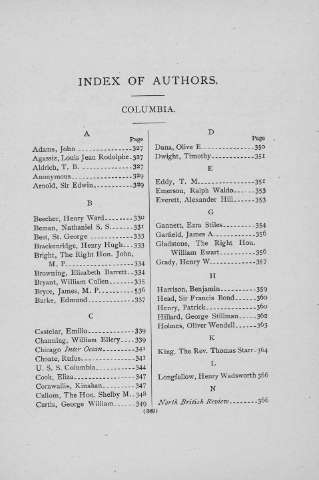 INDEX OF AUTHORS.
COLUMBIA.
A
Page
Adams, John 327
Agassiz, Louis Jean Rodolphe 327
Aldrich, T. B. 327
Anonymous 329
Arnold, Sir Edwin 329
B
Beecher, Henry Ward 330
Beman, Nathaniel S. S. 331
Ben, St. George 333
Brackenridge, Henry Hugh 333
Bright, The Right Hon. John,
M. P. 334
Browning, Elizabeth Barrett 334
Bryant, William Cullen 335
Bryce, James, M. P. 336
Burke, Edmund 337
C
Castelar, Emilio 339
Channing, William Ellery 339
Chicago Inter Ocean 341
Choate, Rufus 341
U. S. S. Columbia 344
Cook, Eliza 347
Cornwallis, Kinahan 347
Cullom, The Hon. Shelby M. 348
Curtis, George William 349
D
Page
Dana, Olive E. 350
Dwight, Timothy 351
E
Eddy, T. M. 352
Emerson, Ralph Waldo 353
Everett, Alexander Hill 353
G
Gannett, Ezra Stiles 354
Garfield, James A. 356
Gladstone, The Right Hon.
William Ewart 356
Grady, Henry W. 357
H
Harrison, Benjamin 359
Head, Sir Francis Bond 360
Henry, Patrick 360
Hillard, George Stillman 362
Holmes, Oliver Wendell 363
K
King, The Rev. Thomas Starr 364
L
Longfellow, Henry Wadsworth 366
N
North British Review 366